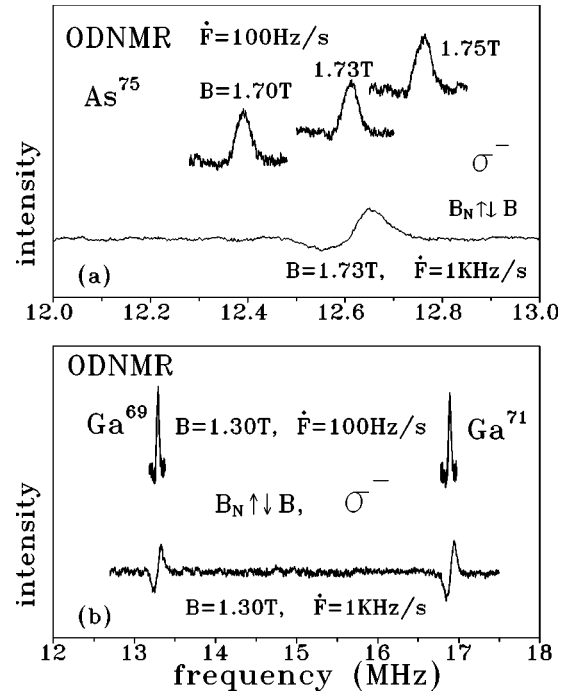 ODNMR Ḟ=100Hz/s
As⁷⁵
B=1.70T
1.73T
1.75T
σ⁻
B_N↑↓ B
(a)
B=1.73T, Ḟ=1KHz/s
intensity
12.0 12.2 12.4 12.6 12.8 13.0
ODNMR
Ga⁶⁹
B=1.30T, Ḟ=100Hz/s
Ga⁷¹
B_N↑↓ B, σ⁻
(b)
B=1.30T, Ḟ=1KHz/s
intensity
12 13 14 15 16 17 18
frequency (MHz)